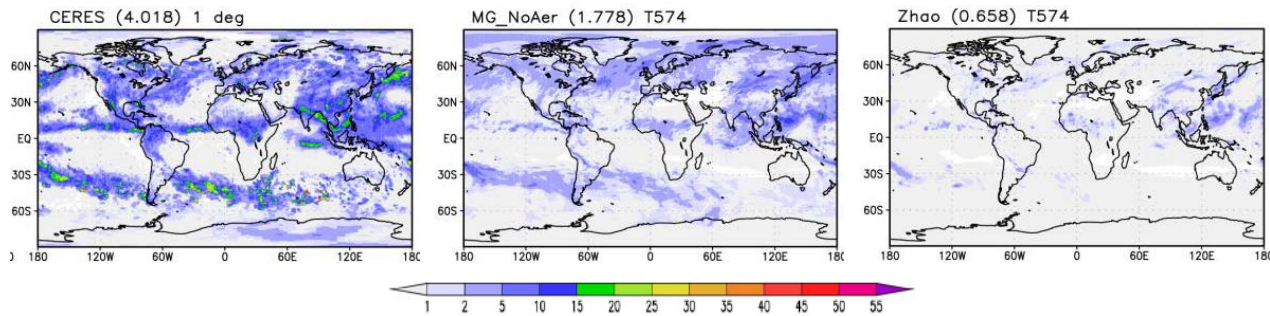 CERES (4.018) 1 deg
MG_NoAer (1.778) T574
Zhao (0.658) T574
60N
30N
EQ
30S
60S
180 120W 60W 0 60E 120E 180
60N
30N
EQ
30S
60S
180 120W 60W 0 60E 120E 180
60N
30N
EQ
30S
60S
180 120W 60W 0 60E 120E 180
0
1 2 5 10 15 20 25 30 35 40 45 50 55